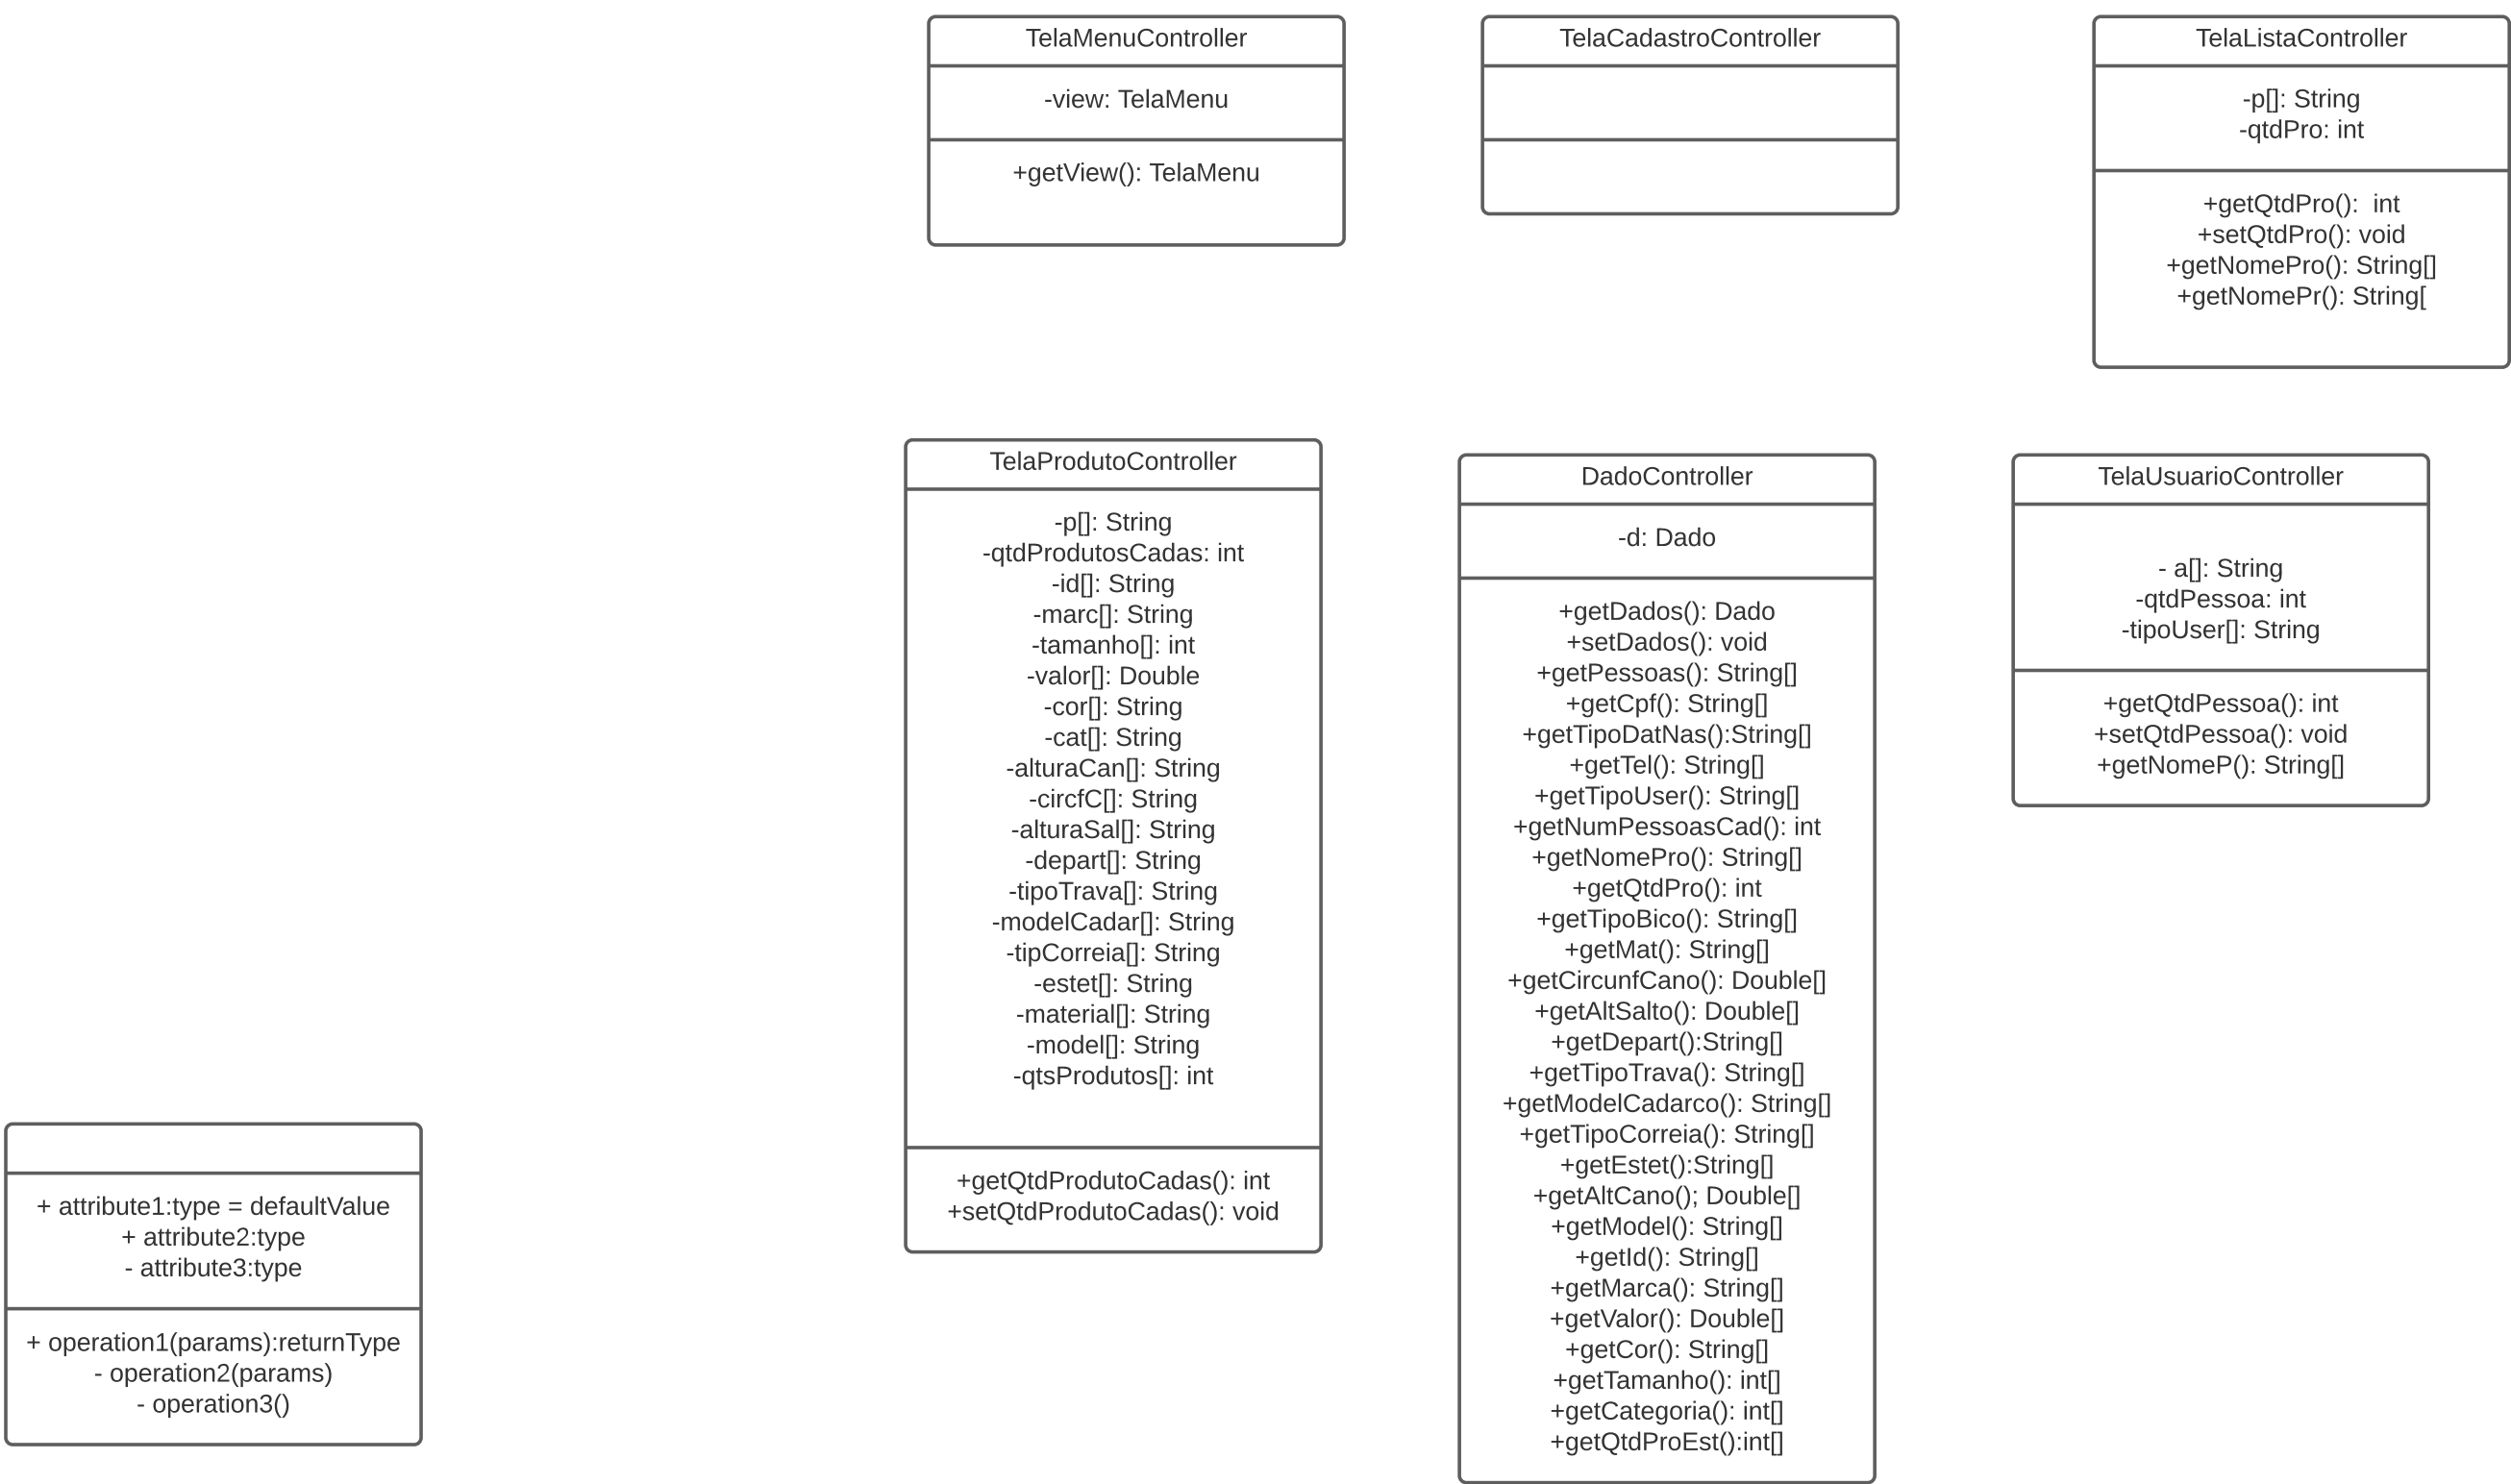 TelaMenuController
-view: TelaMenu
+getView(): TelaMenu
TelaCadastroController
TelaListaController
-p[]: String
-qtdPro: int
+getQtdPro():  int
+setQtdPro(): void
+getNomePro(): String[]
+getNomePr(): String[
TelaProdutoController
-p[]: String
-qtdProdutosCadas: int
-id[]: String
-marc[]: String
-tamanho[]: int
-valor[]: Double
-cor[]: String
-cat[]: String
-alturaCan[]: String
-circfC[]: String
-alturaSal[]: String
-depart[]: String
-tipoTrava[]: String
-modelCadar[]: String
-tipCorreia[]: String
-estet[]: String
-material[]: String
-model[]: String
-qtsProdutos[]: int
+getQtdProdutoCadas(): int
+setQtdProdutoCadas(): void
DadoController
-d: Dado
+getDados(): Dado
+setDados(): void
+getPessoas(): String[]
+getCpf(): String[]
+getTipoDatNas():String[]
+getTel(): String[]
+getTipoUser(): String[]
+getNumPessoasCad(): int
+getNomePro(): String[]
+getQtdPro(): int
+getTipoBico(): String[]
+getMat(): String[]
+getCircunfCano(): Double[]
+getAltSalto(): Double[]
+getDepart():String[]
+getTipoTrava(): String[]
+getModelCadarco(): String[]
+getTipoCorreia(): String[]
+getEstet():String[]
+getAltCano(); Double[]
+getModel(): String[]
+getId(): String[]
+getMarca(): String[]
+getValor(): Double[]
+getCor(): String[]
+getTamanho(): int[]
+getCategoria(): int[]
+getQtdProEst():int[]
TelaUsuarioController
- a[]: String
-qtdPessoa: int
-tipoUser[]: String
+getQtdPessoa(): int
+setQtdPessoa(): void
+getNomeP(): String[]
+ attribute1:type = defaultValue
+ attribute2:type
- attribute3:type
+ operation1(params):returnType
- operation2(params)
- operation3()